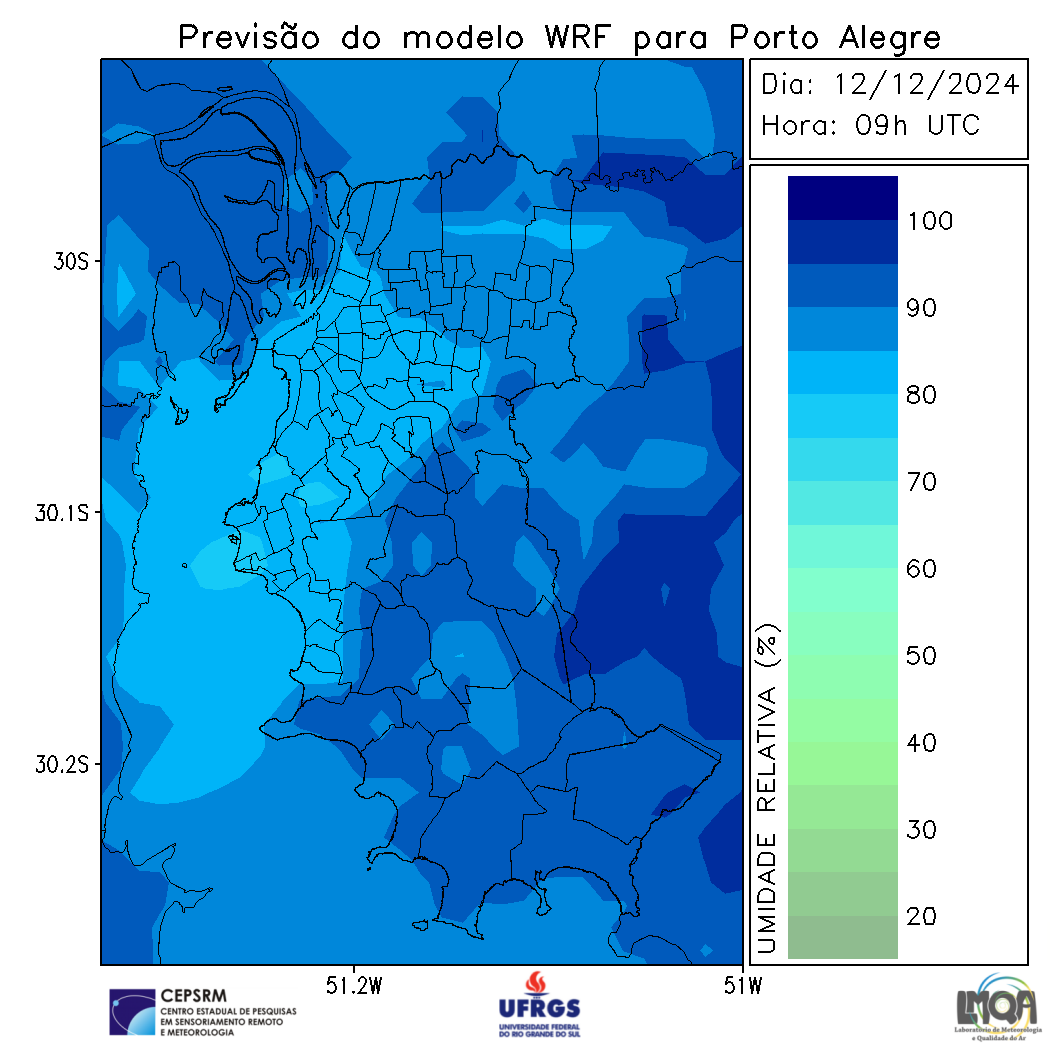 Previsão do modelo WRF para Porto Alegre
Dia: 12/12/2024
Hora: 09h UTC
100
90
80
70
60
50
40
30
20
UMIDADE RELATIVA (%)
30S
30.1S
30.2S
51.2W
51W
CEPSRM
CENTRO ESTADUAL DE PESQUISAS
EM SENSORIAMENTO REMOTO
E METEOROLOGIA
UFRGS
UNIVERSIDADE FEDERAL
DO RIO GRANDE DO SUL
LMQA
Laboratório de Meteorologia
e Qualidade do Ar